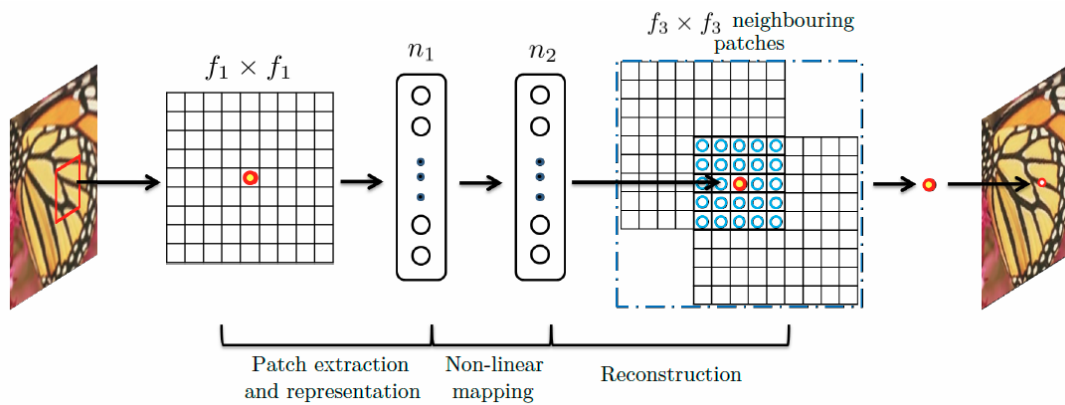 f₃ × f₃ neighbouring
patches
f₁ × f₁
n₁
n₂
Patch extraction
and representation
Non-linear
mapping
Reconstruction